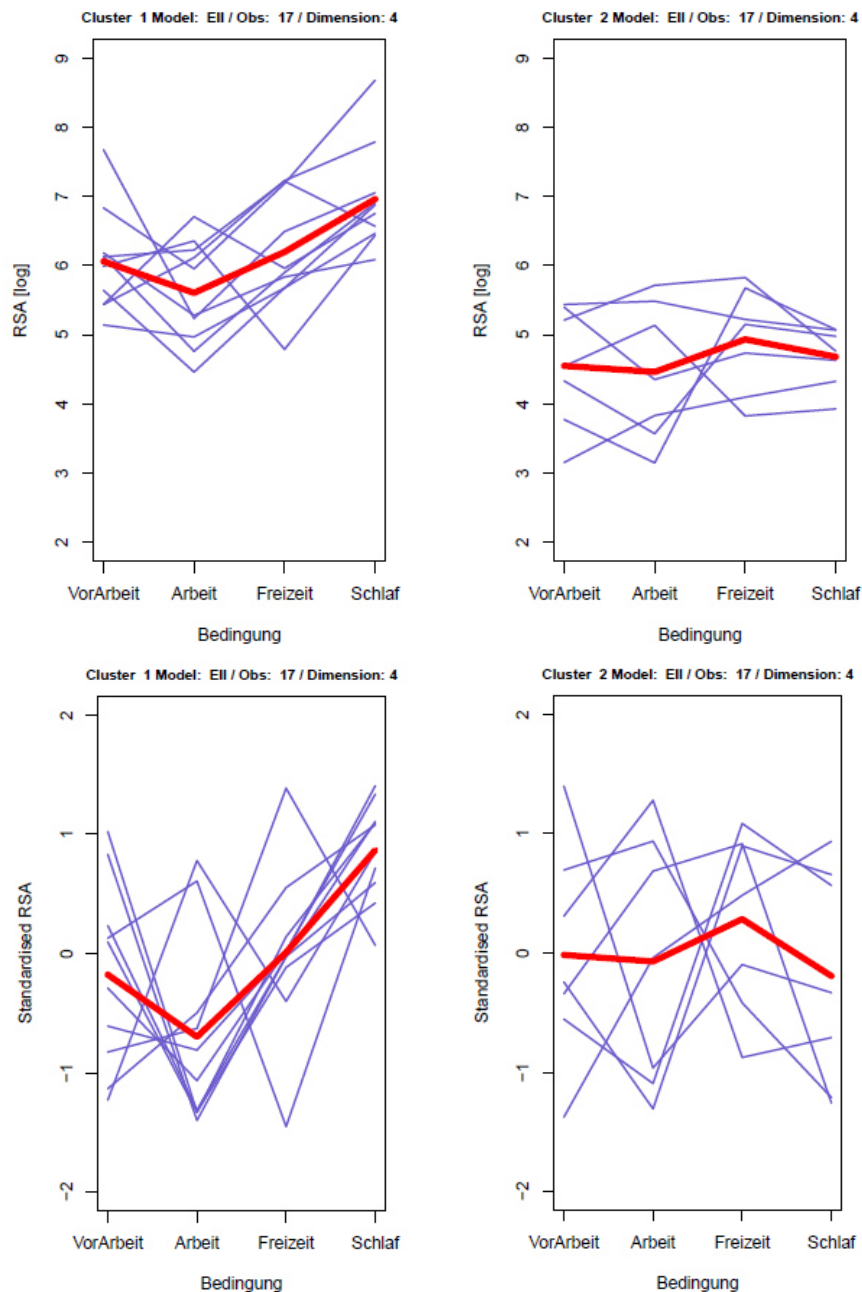 Cluster 1 Model: EII / Obs: 17 / Dimension: 4
9
8
7
6
5
4
3
2
RSA [log]
VorArbeit Arbeit Freizeit Schlaf
Bedingung
Cluster 2 Model: EII / Obs: 17 / Dimension: 4
9
8
7
6
5
4
3
2
RSA [log]
VorArbeit Arbeit Freizeit Schlaf
Bedingung
Cluster 1 Model: EII / Obs: 17 / Dimension: 4
2
1
0
−1
−2
Standardised RSA
VorArbeit Arbeit Freizeit Schlaf
Bedingung
Cluster 2 Model: EII / Obs: 17 / Dimension: 4
2
1
0
−1
−2
Standardised RSA
VorArbeit Arbeit Freizeit Schlaf
Bedingung